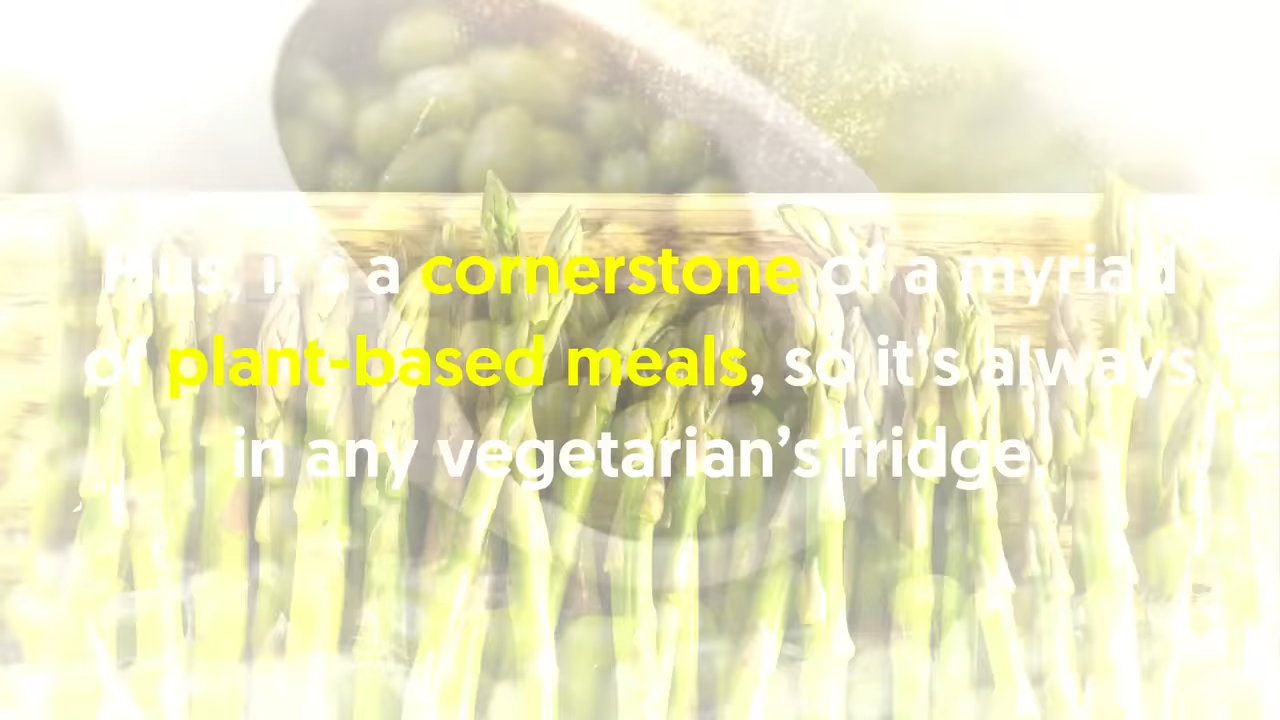 Plus, it's a cornerstone of a myriad
of plant-based meals, so it's always
in any vegetarian’s fridge.